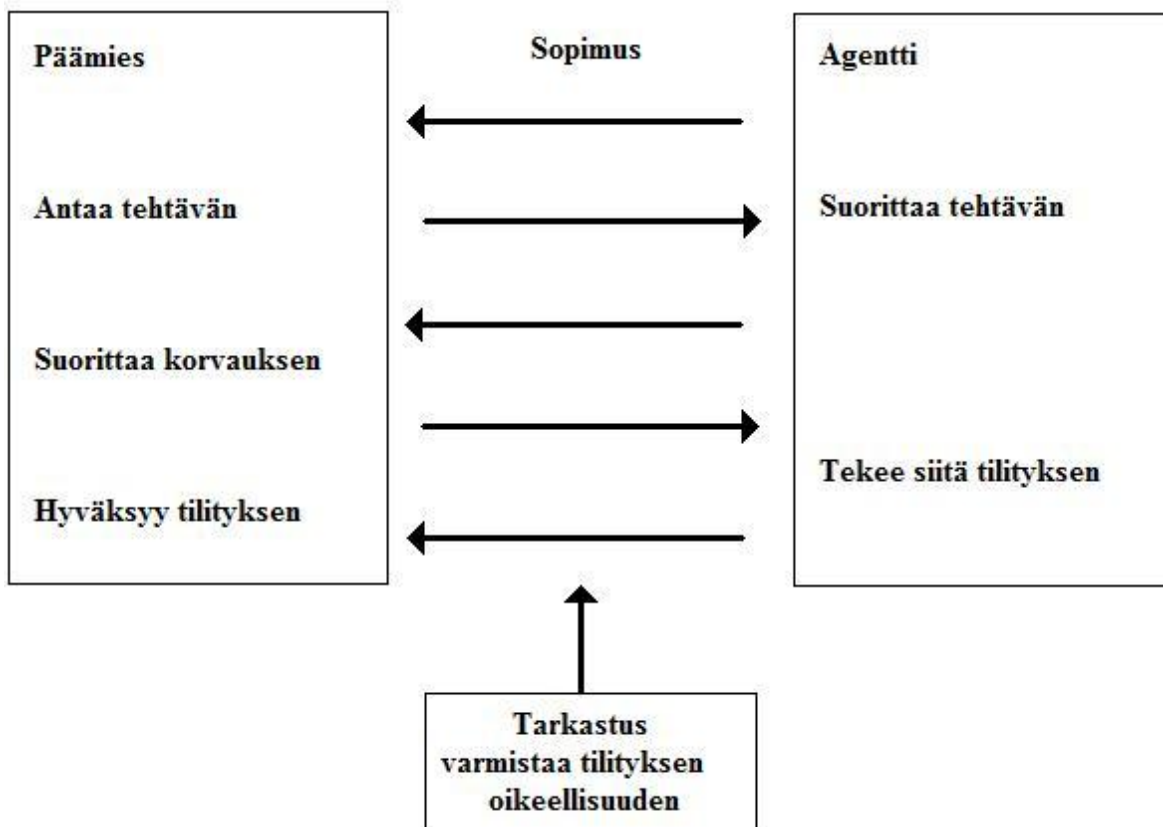 Päämies
Sopimus
Agentti
Antaa tehtävän
Suorittaa tehtävän
Suorittaa korvauksen
Tekee siitä tilityksen
Hyväksyy tilityksen
Tarkastus
varmistaa tilityksen
oikeellisuuden